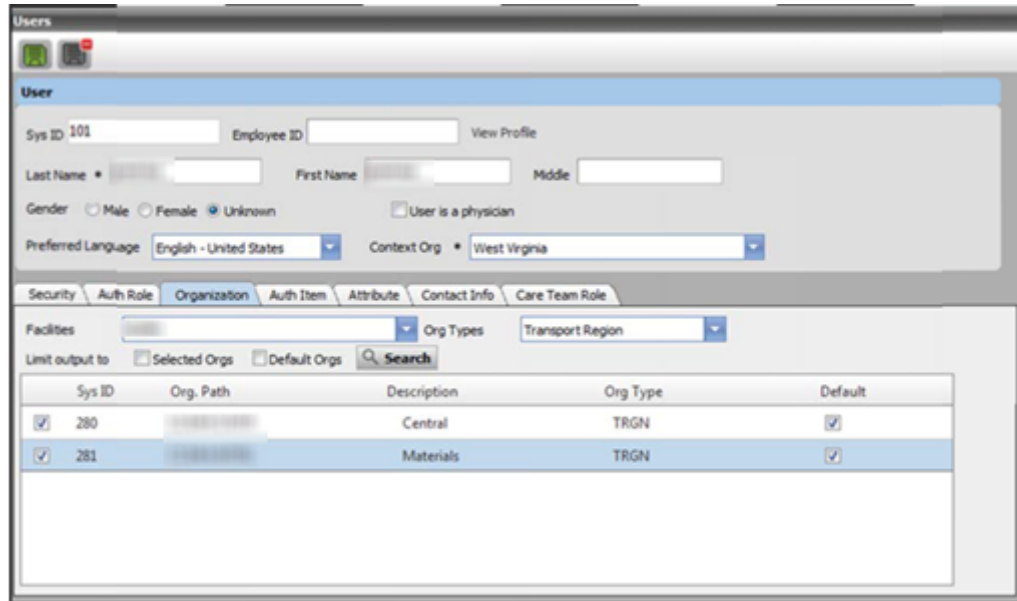 Users
User
Sys ID 101 Employee ID View Profile
Last Name • First Name Middle
Gender Male Female Unknown User is a physician
Preferred Language English - United States Context Org • West Virginia
Security Auth Role Organization Auth Item Attribute Contact Info Care Team Role
Facilities Org Types Transport Region
Limit output to Selected Orgs Default Orgs Search
Sys ID Org. Path Description Org Type Default
280 Central TRGN
281 Materials TRGN